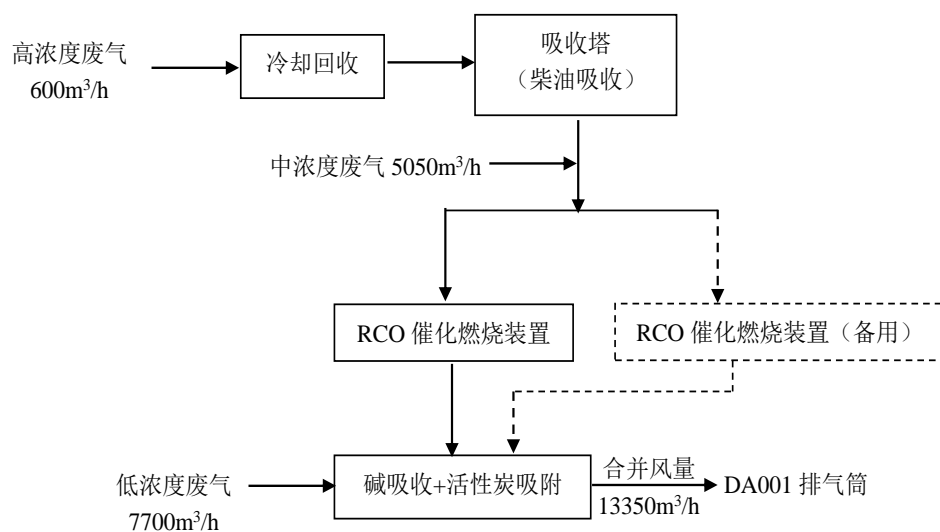 高浓度废气
600m³/h
冷却回收
吸收塔
（柴油吸收）
中浓度废气 5050m³/h
RCO 催化燃烧装置
RCO 催化燃烧装置（备用）
低浓度废气
7700m³/h
碱吸收+活性炭吸附
合并风量
13350m³/h
DA001 排气筒